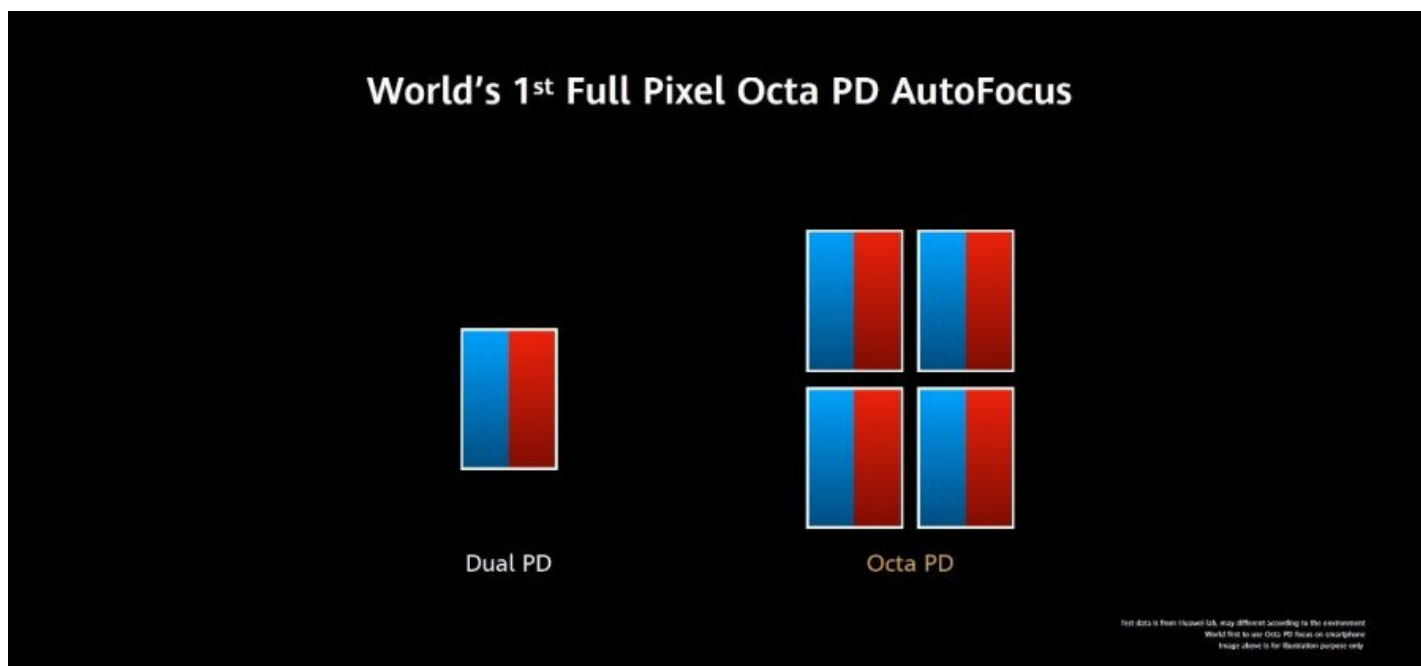 World's 1st Full Pixel Octa PD AutoFocus
Dual PD
Octa PD
Test data is from Huawei lab, may different according to the environment
World first to use Octa PD focus on smartphone
Image above is for illustration purpose only